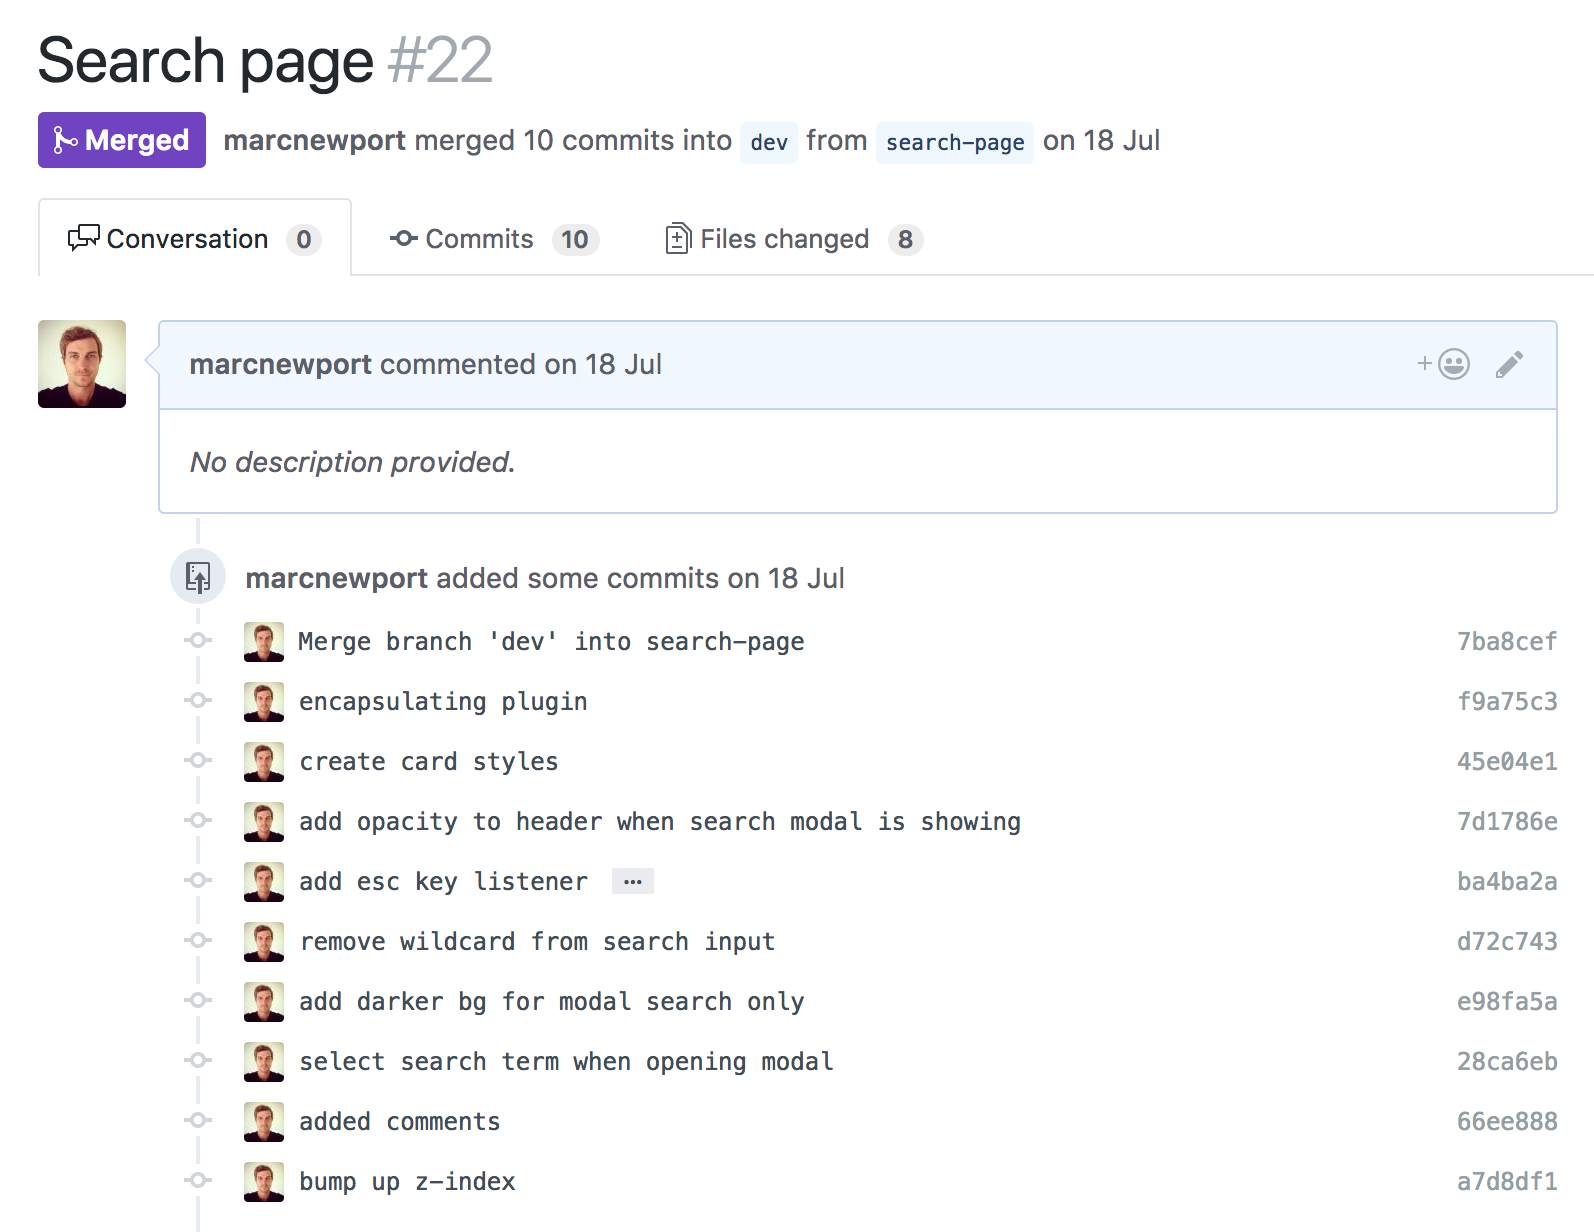 Search page #22
Merged marcnewport merged 10 commits into dev from search-page on 18 Jul
Conversation 0 Commits 10 Files changed 8
marcnewport commented on 18 Jul
No description provided.
marcnewport added some commits on 18 Jul
Merge branch 'dev' into search-page 7ba8cef
encapsulating plugin f9a75c3
create card styles 45e04e1
add opacity to header when search modal is showing 7d1786e
add esc key listener … ba4ba2a
remove wildcard from search input d72c743
add darker bg for modal search only e98fa5a
select search term when opening modal 28ca6eb
added comments 66ee888
bump up z-index a7d8df1